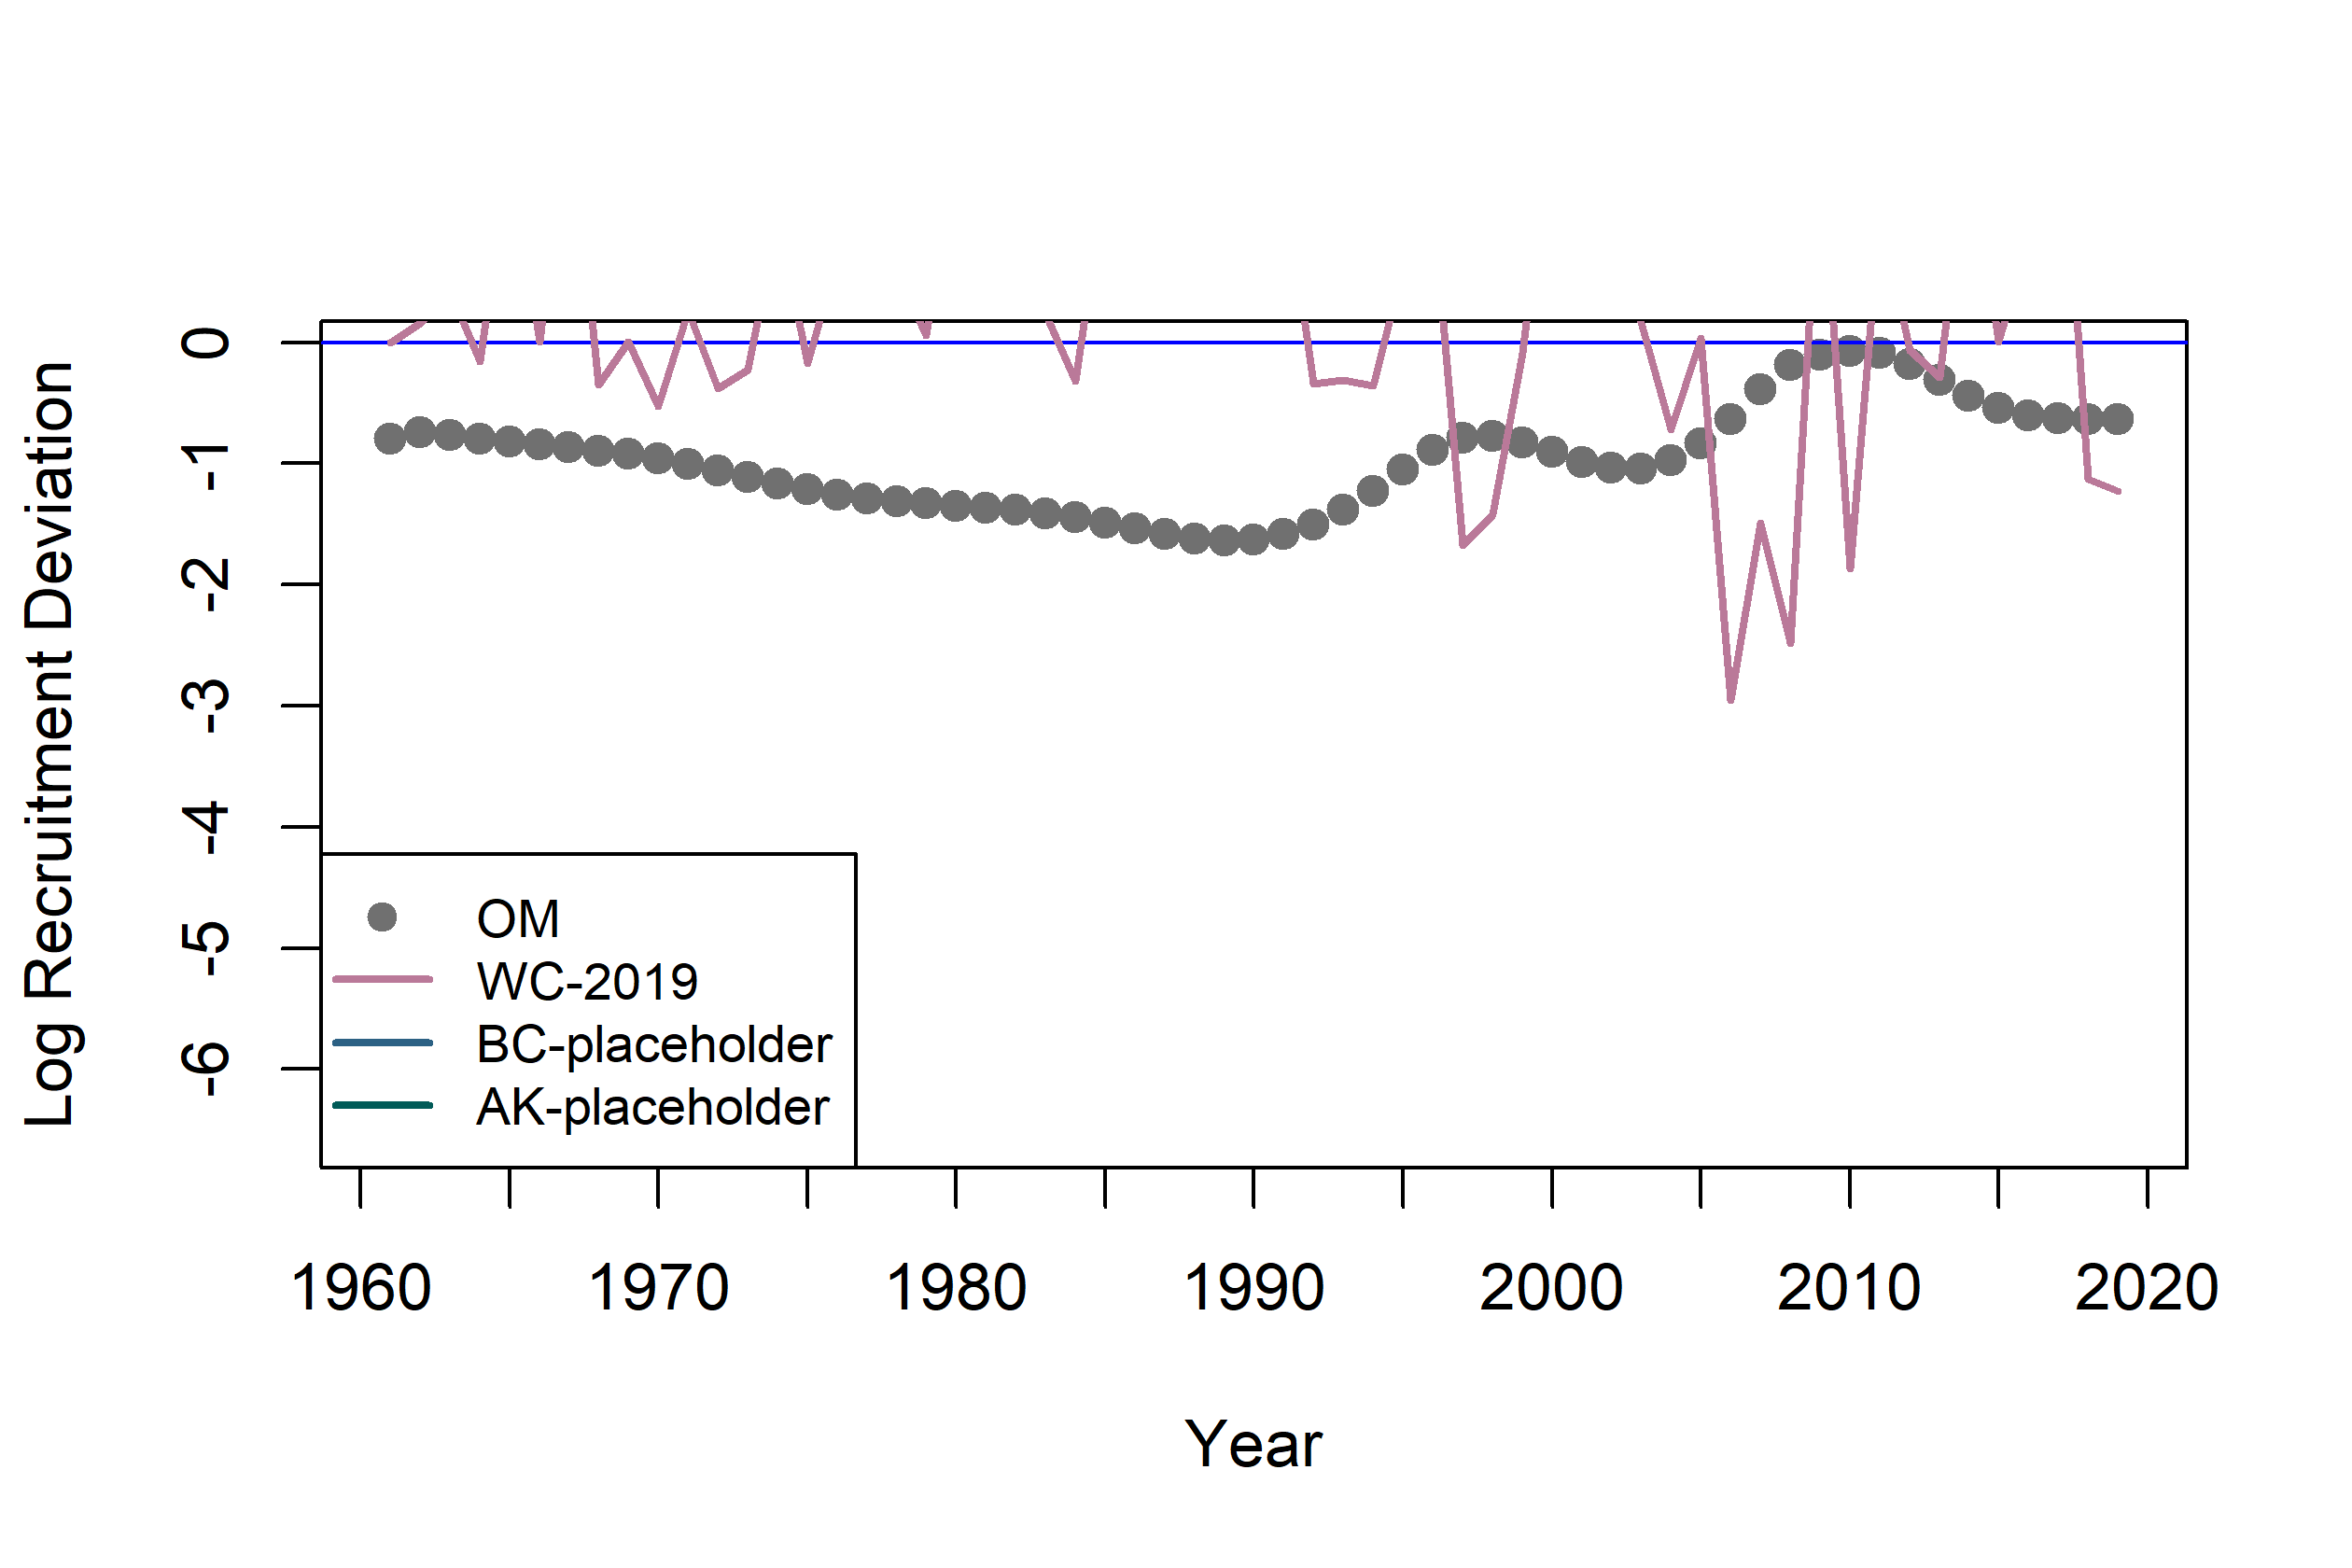 Log Recruitment Deviation
0
-1
-2
-3
-4
-5
-6
OM
WC-2019
BC-placeholder
AK-placeholder
1960 1970 1980 1990 2000 2010 2020
Year